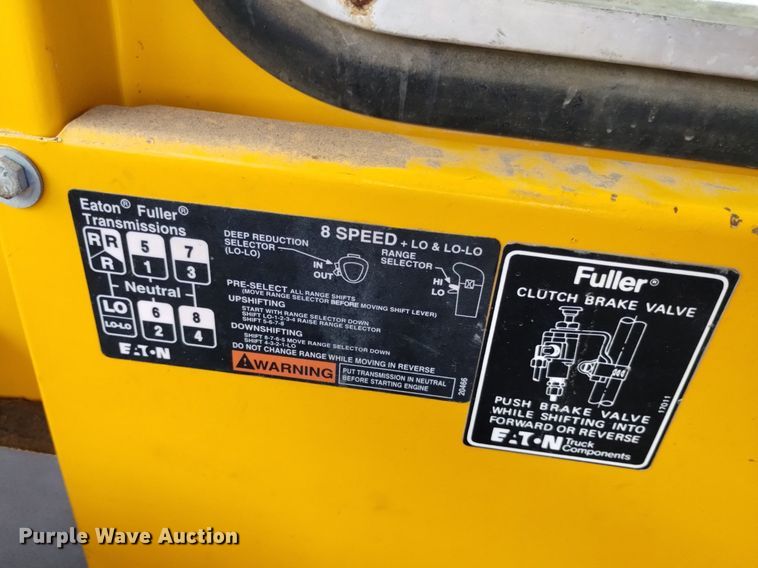 Eaton® Fuller®
Transmissions
R R 5 7
R 1 3
Neutral
LO 6 8
LO-LO 2 4
EATON
8 SPEED + LO & LO-LO
DEEP REDUCTION
SELECTOR
(LO-LO)
IN
OUT
RANGE
SELECTOR
HI
LO
PRE-SELECT ALL RANGE SHIFTS
(MOVE RANGE SELECTOR BEFORE MOVING SHIFT LEVER)
UPSHIFTING
START WITH RANGE SELECTOR DOWN
SHIFT LO-1-2-3-4 RAISE RANGE SELECTOR
SHIFT 5-6-7-8
DOWNSHIFTING
SHIFT 8-7-6-5 MOVE RANGE SELECTOR DOWN
SHIFT 4-3-2-1-LO
DO NOT CHANGE RANGE WHILE MOVING IN REVERSE
WARNING
PUT TRANSMISSION IN NEUTRAL
BEFORE STARTING ENGINE
20466
Fuller®
CLUTCH BRAKE VALVE
PUSH BRAKE VALVE
WHILE SHIFTING INTO
FORWARD OR REVERSE
EATON Truck
Components
17011
Purple Wave Auction